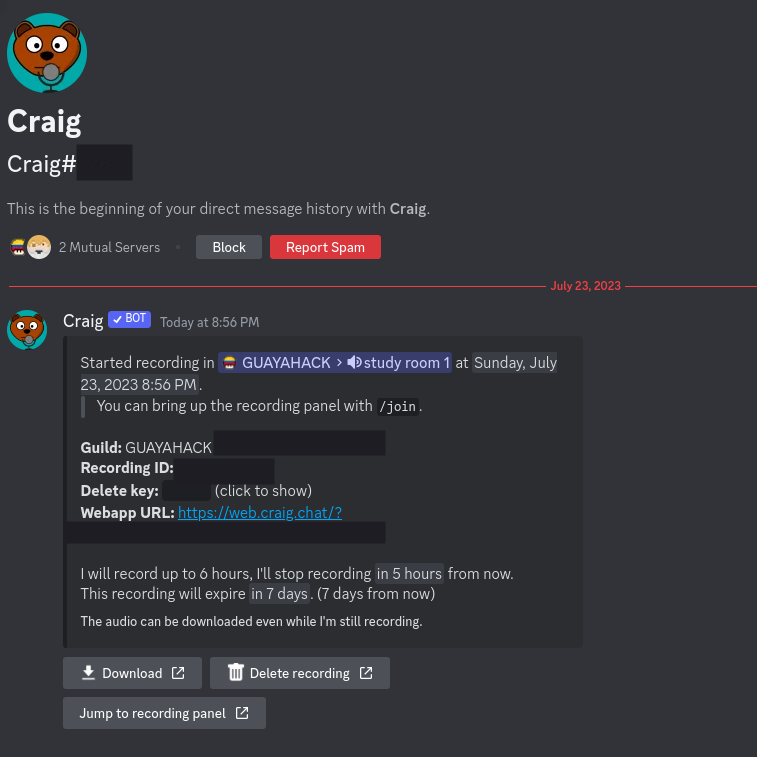 Craig
Craig#
This is the beginning of your direct message history with Craig.
2 Mutual Servers
Block
Report Spam
July 23, 2023
Craig BOT Today at 8:56 PM
Started recording in GUAYAHACK > study room 1 at Sunday, July
23, 2023 8:56 PM.
You can bring up the recording panel with /join.
Guild: GUAYAHACK
Recording ID:
Delete key: (click to show)
Webapp URL: https://web.craig.chat/?
I will record up to 6 hours, I'll stop recording in 5 hours from now.
This recording will expire in 7 days. (7 days from now)
The audio can be downloaded even while I'm still recording.
Download
Delete recording
Jump to recording panel